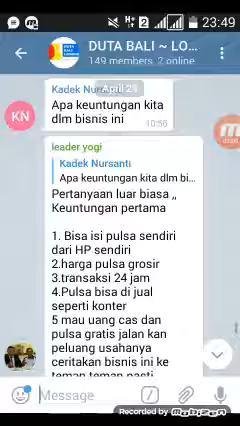 23:49
DUTA BALI ~ LO...
149 members, 2 online
Kadek Nursanti
April 21
Apa keuntungan kita
dlm bisnis ini
10:56
KN
leader yogi
Kadek Nursanti
Apa keuntungan kita dlm bi...
Pertanyaan luar biasa ,,
Keuntungan pertama
1. Bisa isi pulsa sendiri
dari HP sendiri
2.harga pulsa grosir
3.transaksi 24 jam
4.Pulsa bisa di jual
seperti konter
5 mau uang cas dan
pulsa gratis jalan kan
peluang usahanya
ceritakan bisnis ini ke
teman teman pasti
Message
Recorded by Mobizen